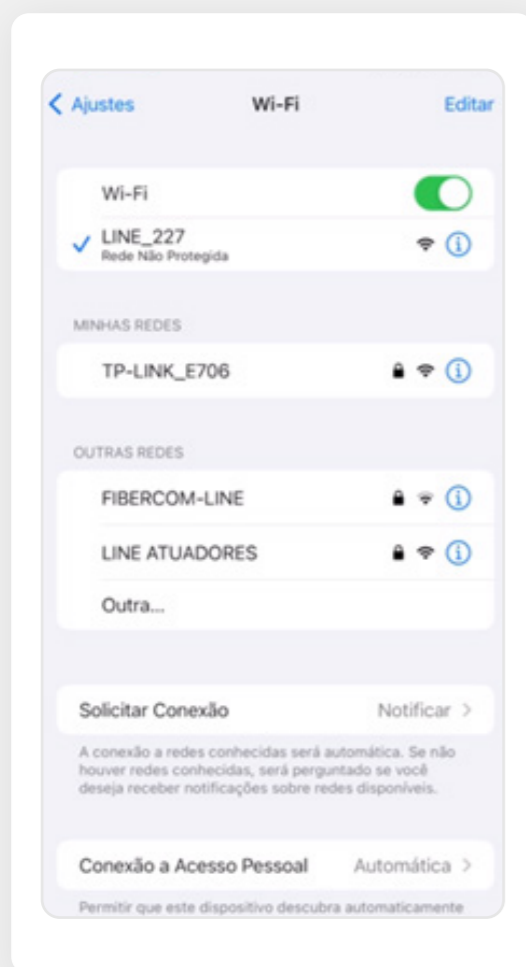 Ajustes Wi-Fi Editar
Wi-Fi
LINE_227
Rede Não Protegida
MINHAS REDES
TP-LINK_E706
OUTRAS REDES
FIBERCOM-LINE
LINE ATUADORES
Outra...
Solicitar Conexão Notificar
A conexão a redes conhecidas será automática. Se não
houver redes conhecidas, será perguntado se você
deseja receber notificações sobre redes disponíveis.
Conexão a Acesso Pessoal Automática
Permitir que este dispositivo descubra automaticamente